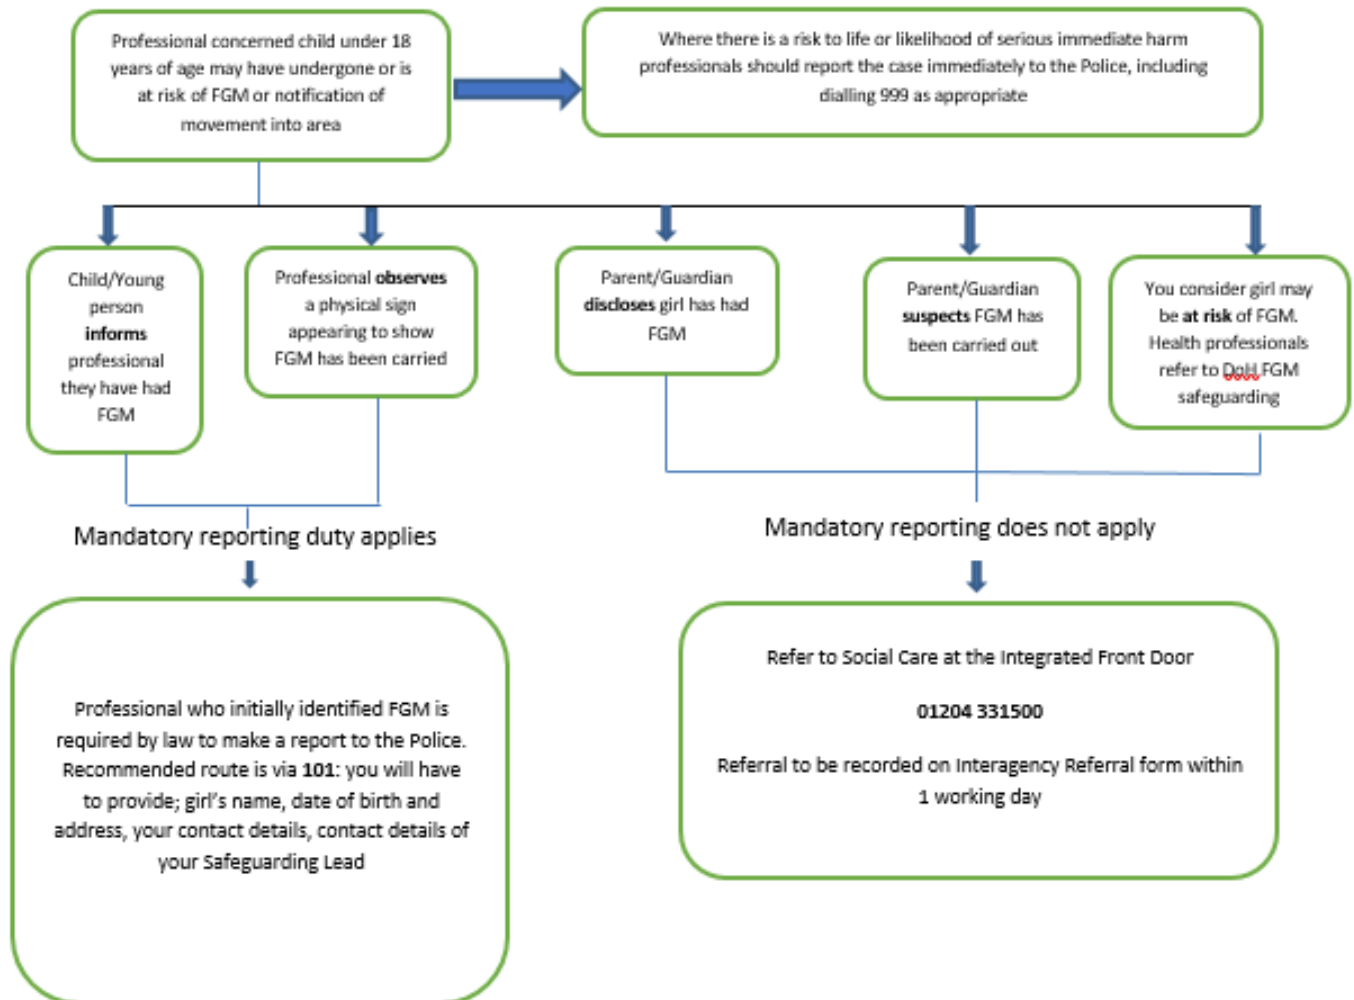 Professional concerned child under 18
years of age may have undergone or is
at risk of FGM or notification of
movement into area
Where there is a risk to life or likelihood of serious immediate harm
professionals should report the case immediately to the Police, including
dialling 999 as appropriate
Child/Young
person
informs
professional
they have had
FGM
Professional observes
a physical sign
appearing to show
FGM has been carried
Parent/Guardian
discloses girl has had
FGM
Parent/Guardian
suspects FGM has
been carried out
You consider girl may
be at risk of FGM.
Health professionals
refer to DoH FGM
safeguarding
Mandatory reporting duty applies
Mandatory reporting does not apply
Professional who initially identified FGM is
required by law to make a report to the Police.
Recommended route is via 101: you will have
to provide; girl's name, date of birth and
address, your contact details, contact details of
your Safeguarding Lead
Refer to Social Care at the Integrated Front Door
01204 331500
Referral to be recorded on Interagency Referral form within
1 working day